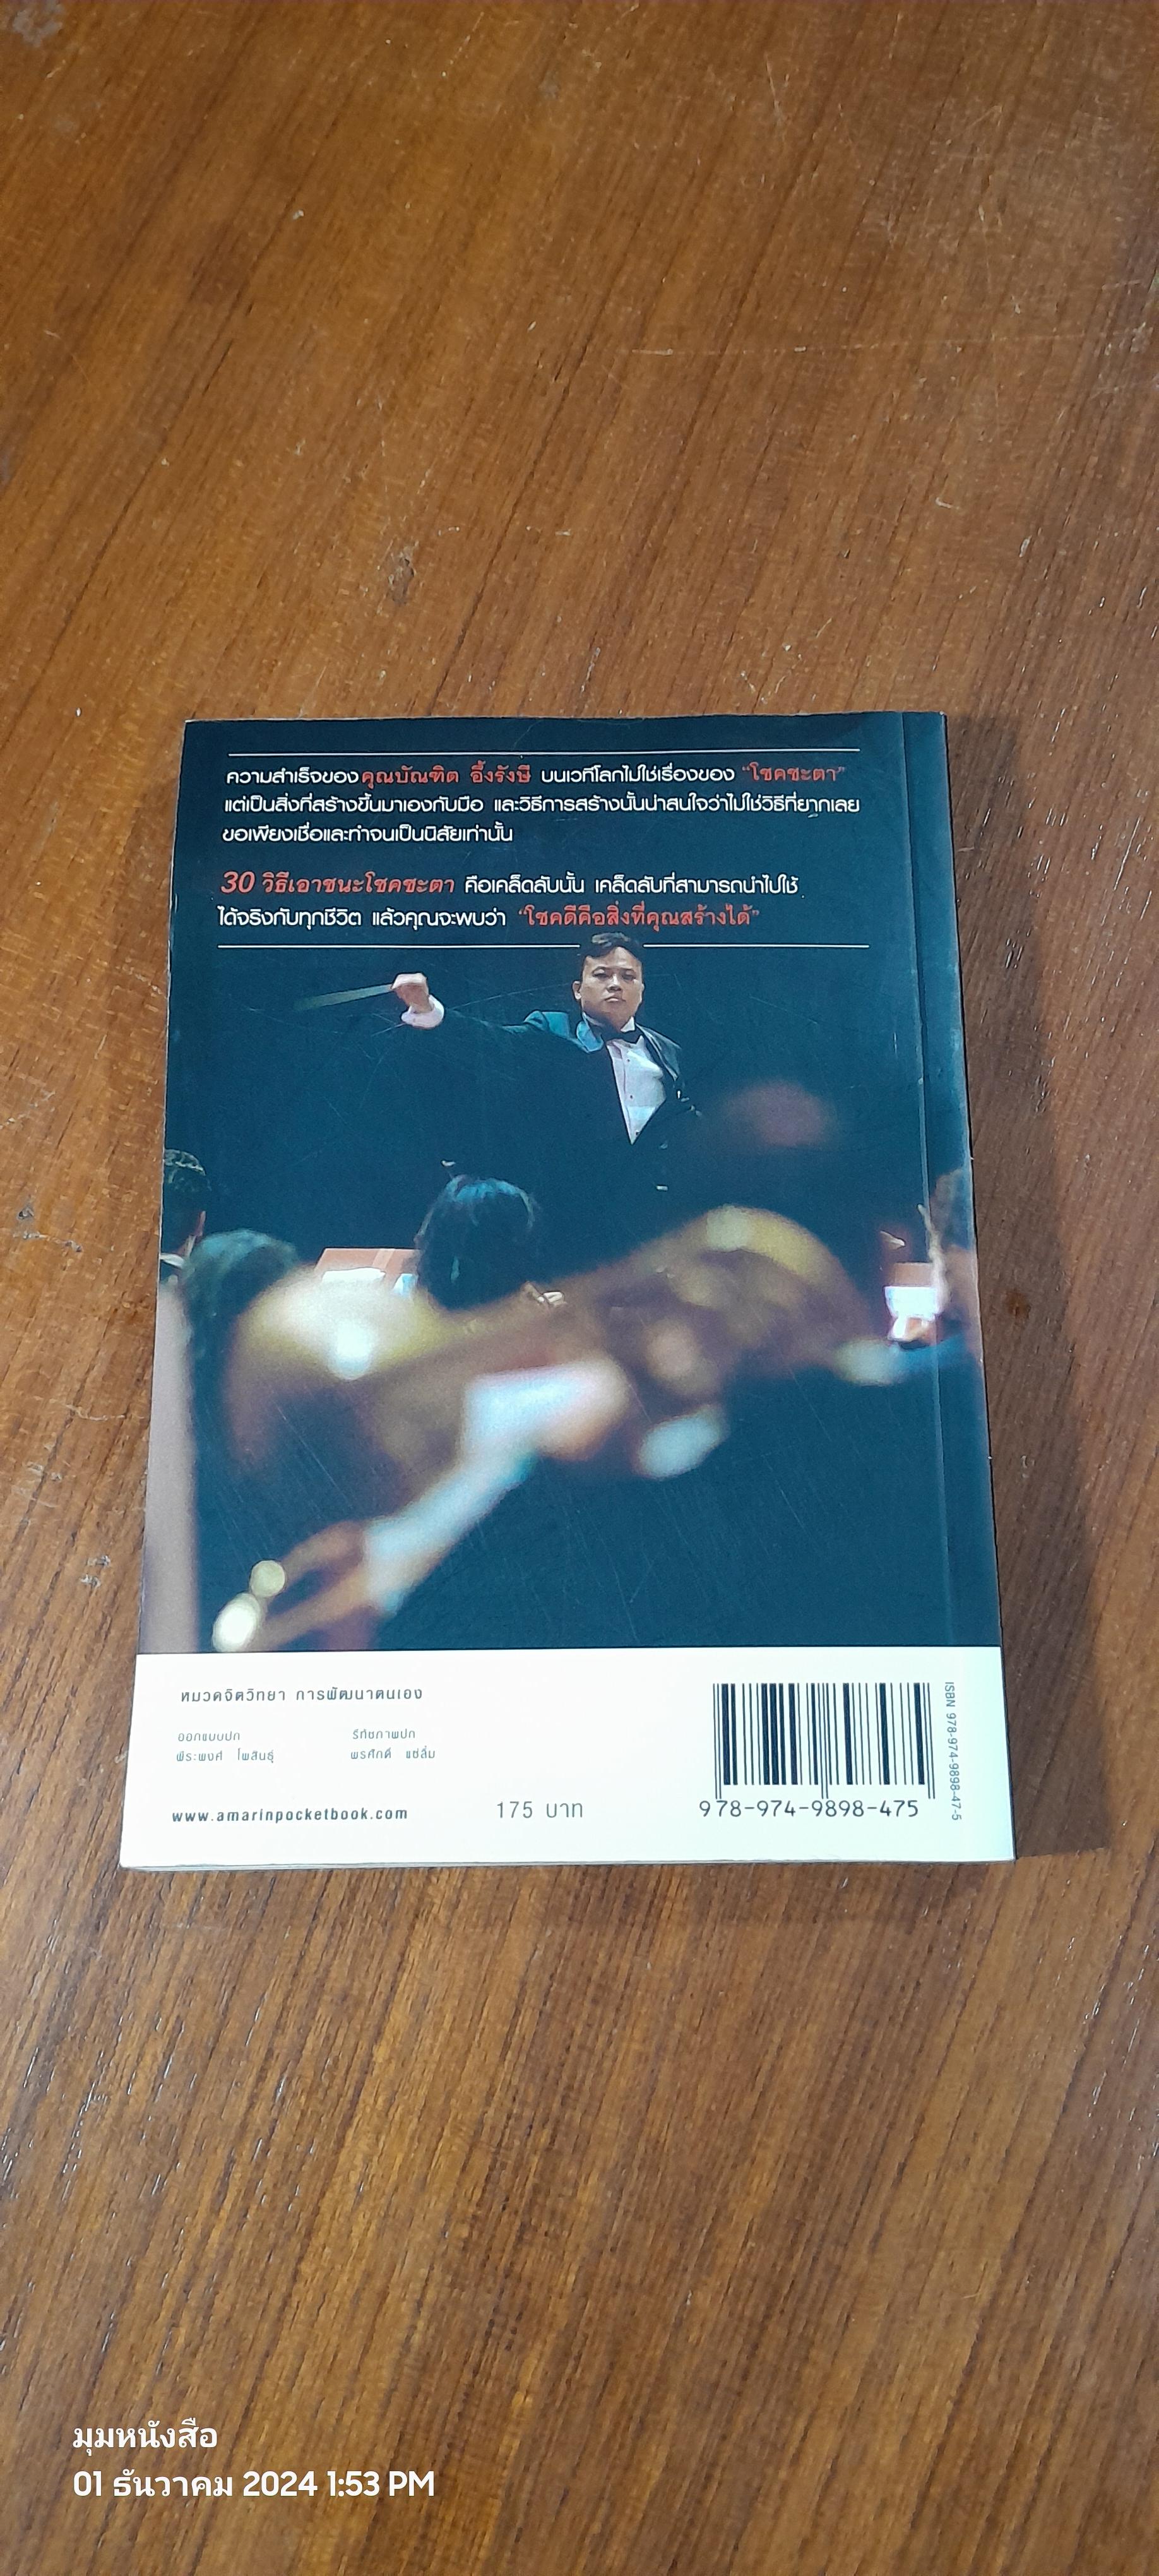 ความสำเร็จของคุณบัณฑิต อึ้งรังษี บนเวทีโลกไม่ใช่เรื่องของ "โชคชะตา"
แต่เป็นสิ่งที่สร้างขึ้นมาเองกับมือ และวิธีการสร้างนั้นน่าสนใจว่าไม่ใช่วิธีที่ยากเลย
ขอเพียงเชื่อและทำจนเป็นนิสัยเท่านั้น
30 วิธีเอาชนะโชคชะตา คือเคล็ดลับนั้น เคล็ดลับที่สามารถนำไปใช้
ได้จริงกับทุกชีวิต แล้วคุณจะพบว่า "โชคดีคือสิ่งที่คุณสร้างได้"
หมวดจิตวิทยา การพัฒนาตนเอง
ออกแบบปก
พีระพงศ์ โพสินธุ์
รีทัชภาพปก
พรศักดิ์ แซ่ลิ่ม
www.amarinpocketbook.com
175 บาท
978-974-9898-475
ISBN 978-974-9898-47-5
มุมหนังสือ
01 ธันวาคม 2024 1:53 PM